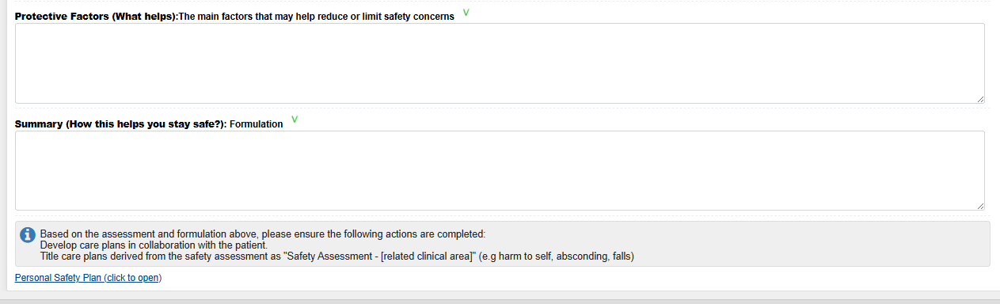 Protective Factors (What helps):The main factors that may help reduce or limit safety concerns V
Summary (How this helps you stay safe?): Formulation V
Based on the assessment and formulation above, please ensure the following actions are completed:
Develop care plans in collaboration with the patient.
Title care plans derived from the safety assessment as "Safety Assessment - [related clinical area]" (e.g harm to self, absconding, falls)
Personal Safety Plan (click to open)